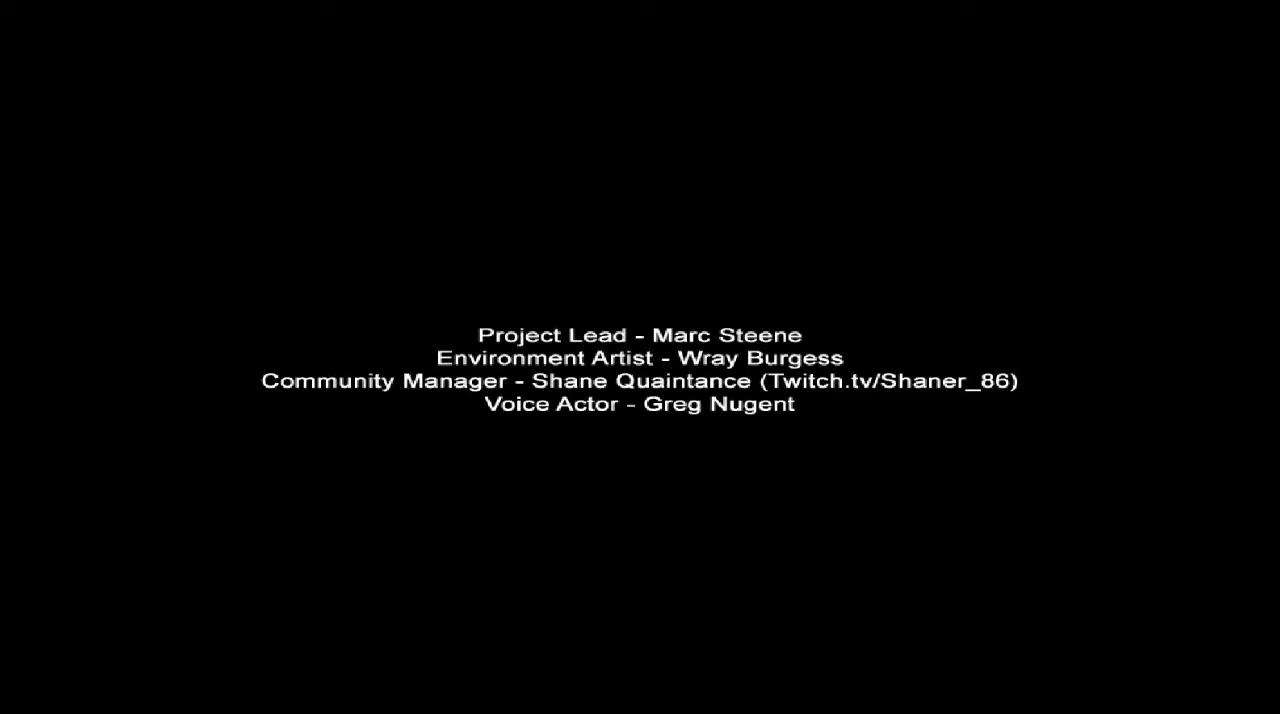 Project Lead - Marc Steene
Environment Artist - Wray Burgess
Community Manager - Shane Quaintance (Twitch.tv/Shaner_86)
Voice Actor - Greg Nugent